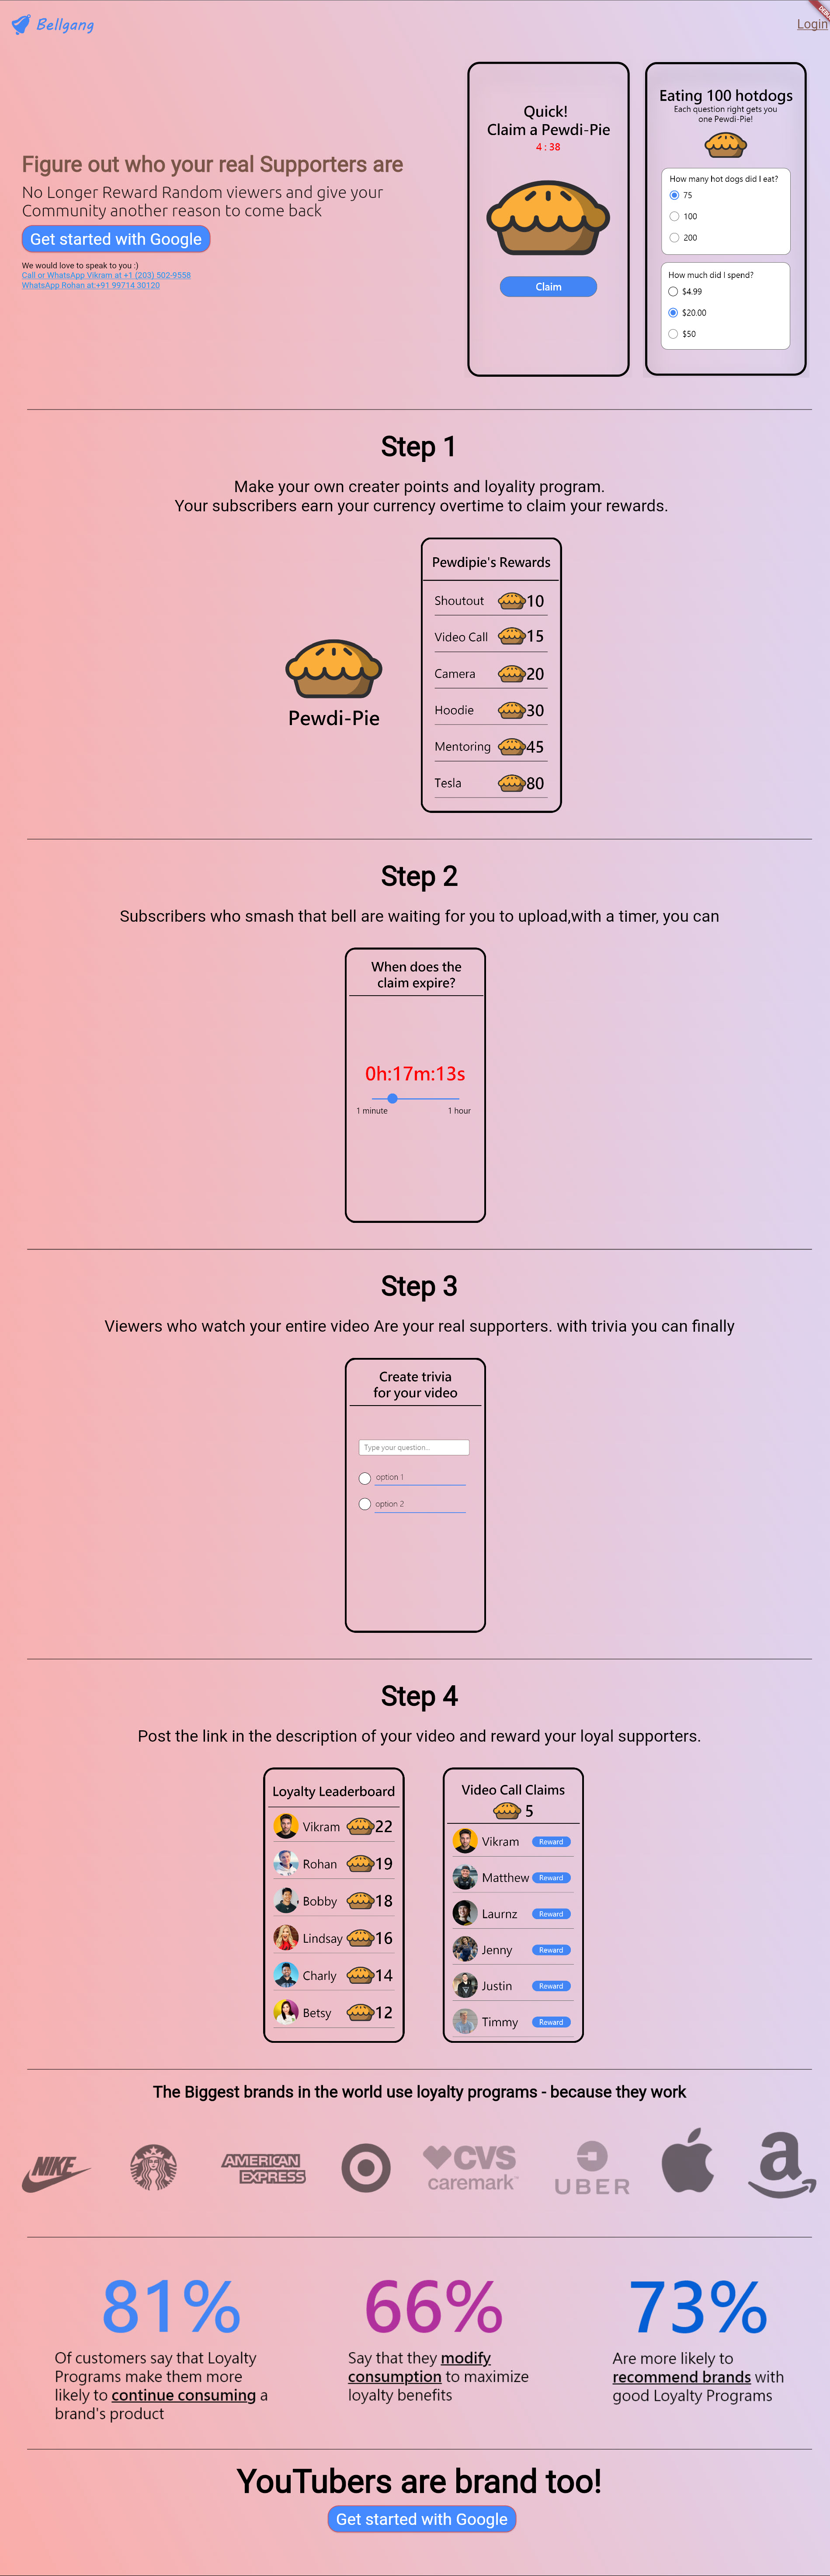 Bellgang
Login
Figure out who your real Supporters are
No Longer Reward Random viewers and give your
Community another reason to come back
Get started with Google
We would love to speak to you :)
Call or WhatsApp Vikram at +1 (203) 502-9558
WhatsApp Rohan at:+91 99714 30120
Quick!
Claim a Pewdi-Pie
4 : 38
Claim
Eating 100 hotdogs
Each question right gets you
one Pewdi-Pie!
How many hot dogs did I eat?
75
100
200
How much did I spend?
$4.99
$20.00
$50
Step 1
Make your own creater points and loyality program.
Your subscribers earn your currency overtime to claim your rewards.
Pewdi-Pie
Pewdipie's Rewards
Shoutout 10
Video Call 15
Camera 20
Hoodie 30
Mentoring 45
Tesla 80
Step 2
Subscribers who smash that bell are waiting for you to upload,with a timer, you can
When does the
claim expire?
0h:17m:13s
1 minute 1 hour
Step 3
Viewers who watch your entire video Are your real supporters. with trivia you can finally
Create trivia
for your video
Type your question...
option 1
option 2
Step 4
Post the link in the description of your video and reward your loyal supporters.
Loyalty Leaderboard
Vikram 22
Rohan 19
Bobby 18
Lindsay 16
Charly 14
Betsy 12
Video Call Claims
5
Vikram Reward
Matthew Reward
Laurnz Reward
Jenny Reward
Justin Reward
Timmy Reward
The Biggest brands in the world use loyalty programs - because they work
NIKE
AMERICAN
EXPRESS
CVS
caremark™
UBER
a
81%
Of customers say that Loyalty
Programs make them more
likely to continue consuming a
brand's product
66%
Say that they modify
consumption to maximize
loyalty benefits
73%
Are more likely to
recommend brands with
good Loyalty Programs
YouTubers are brand too!
Get started with Google